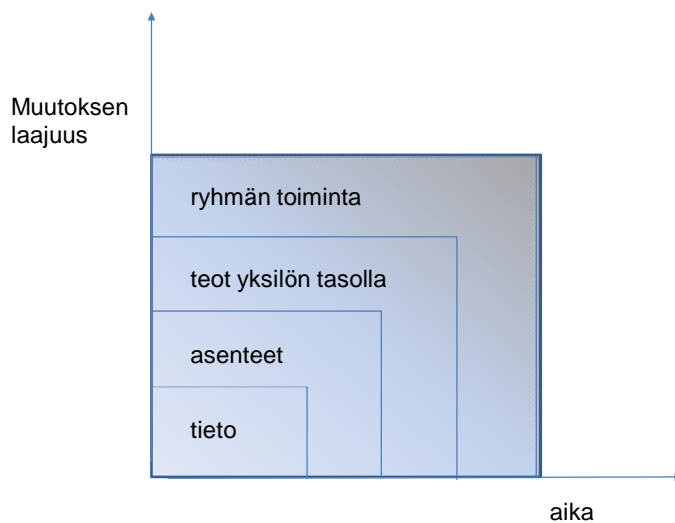 Muutoksen
laajuus
ryhmän toiminta
teot yksilön tasolla
asenteet
tieto
aika